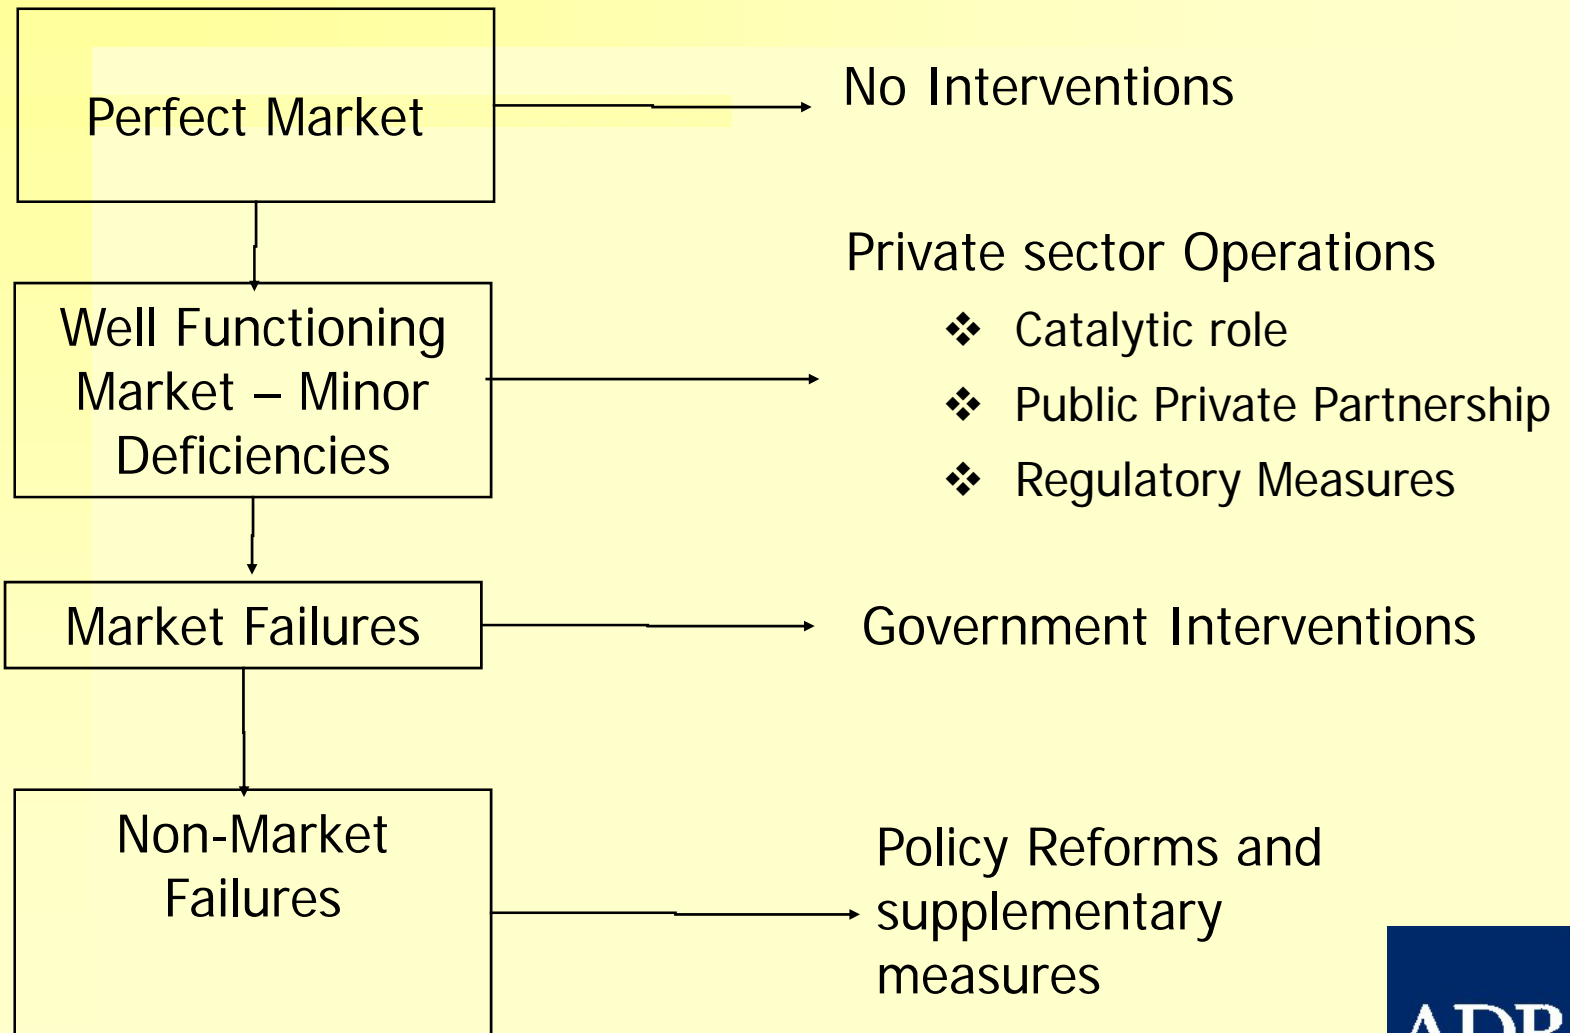 Perfect Market
No Interventions
Well Functioning
Market – Minor
Deficiencies
Private sector Operations
❖ Catalytic role
❖ Public Private Partnership
❖ Regulatory Measures
Market Failures
Government Interventions
Non-Market
Failures
Policy Reforms and
supplementary
measures
ADB